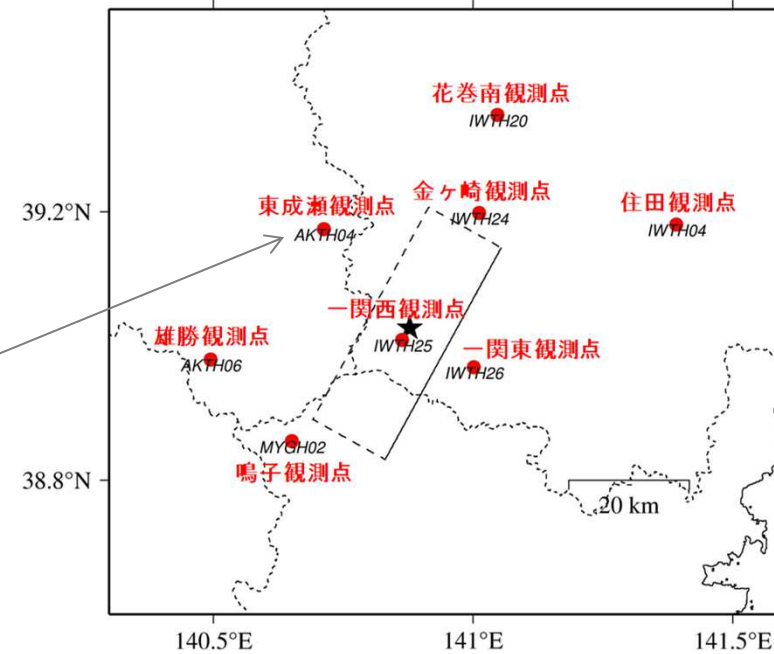 花巻南観測点
IWTH20
金ヶ崎観測点
IWTH24
住田観測点
IWTH04
39.2°N
東成瀬観測点
AKTH04
一関西観測点
IWTH25
雄勝観測点
AKTH06
一関東観測点
IWTH26
MYGH02
鳴子観測点
38.8°N
20 km
140.5°E
141°E
141.5°E